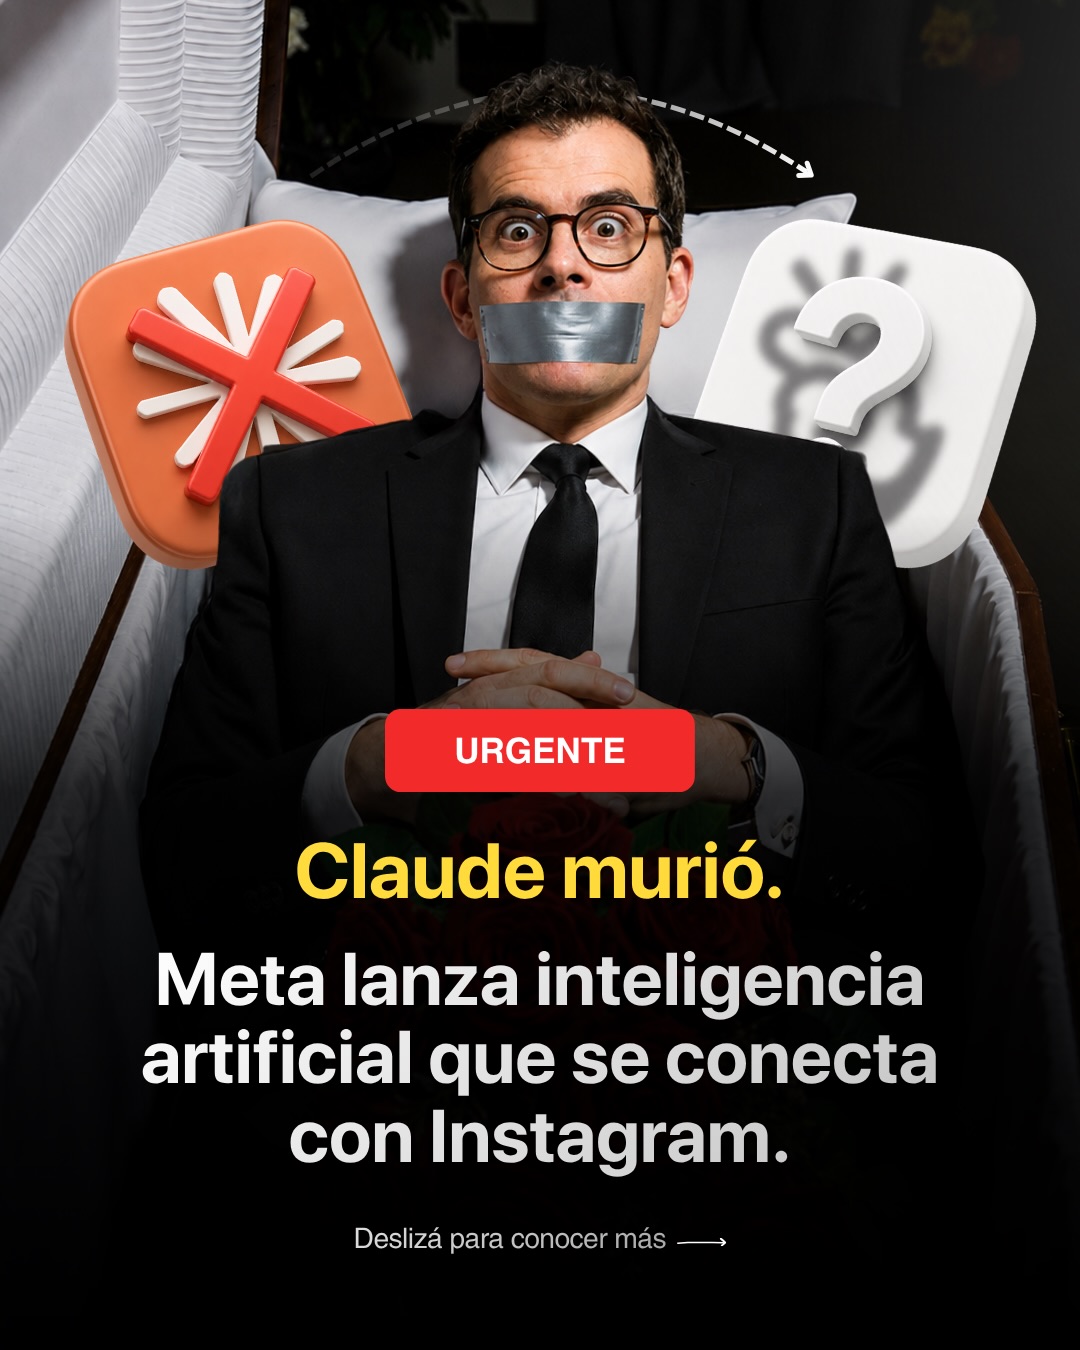 URGENTE
Claude murió.
Meta lanza inteligencia
artificial que se conecta
con Instagram.
Deslizá para conocer más